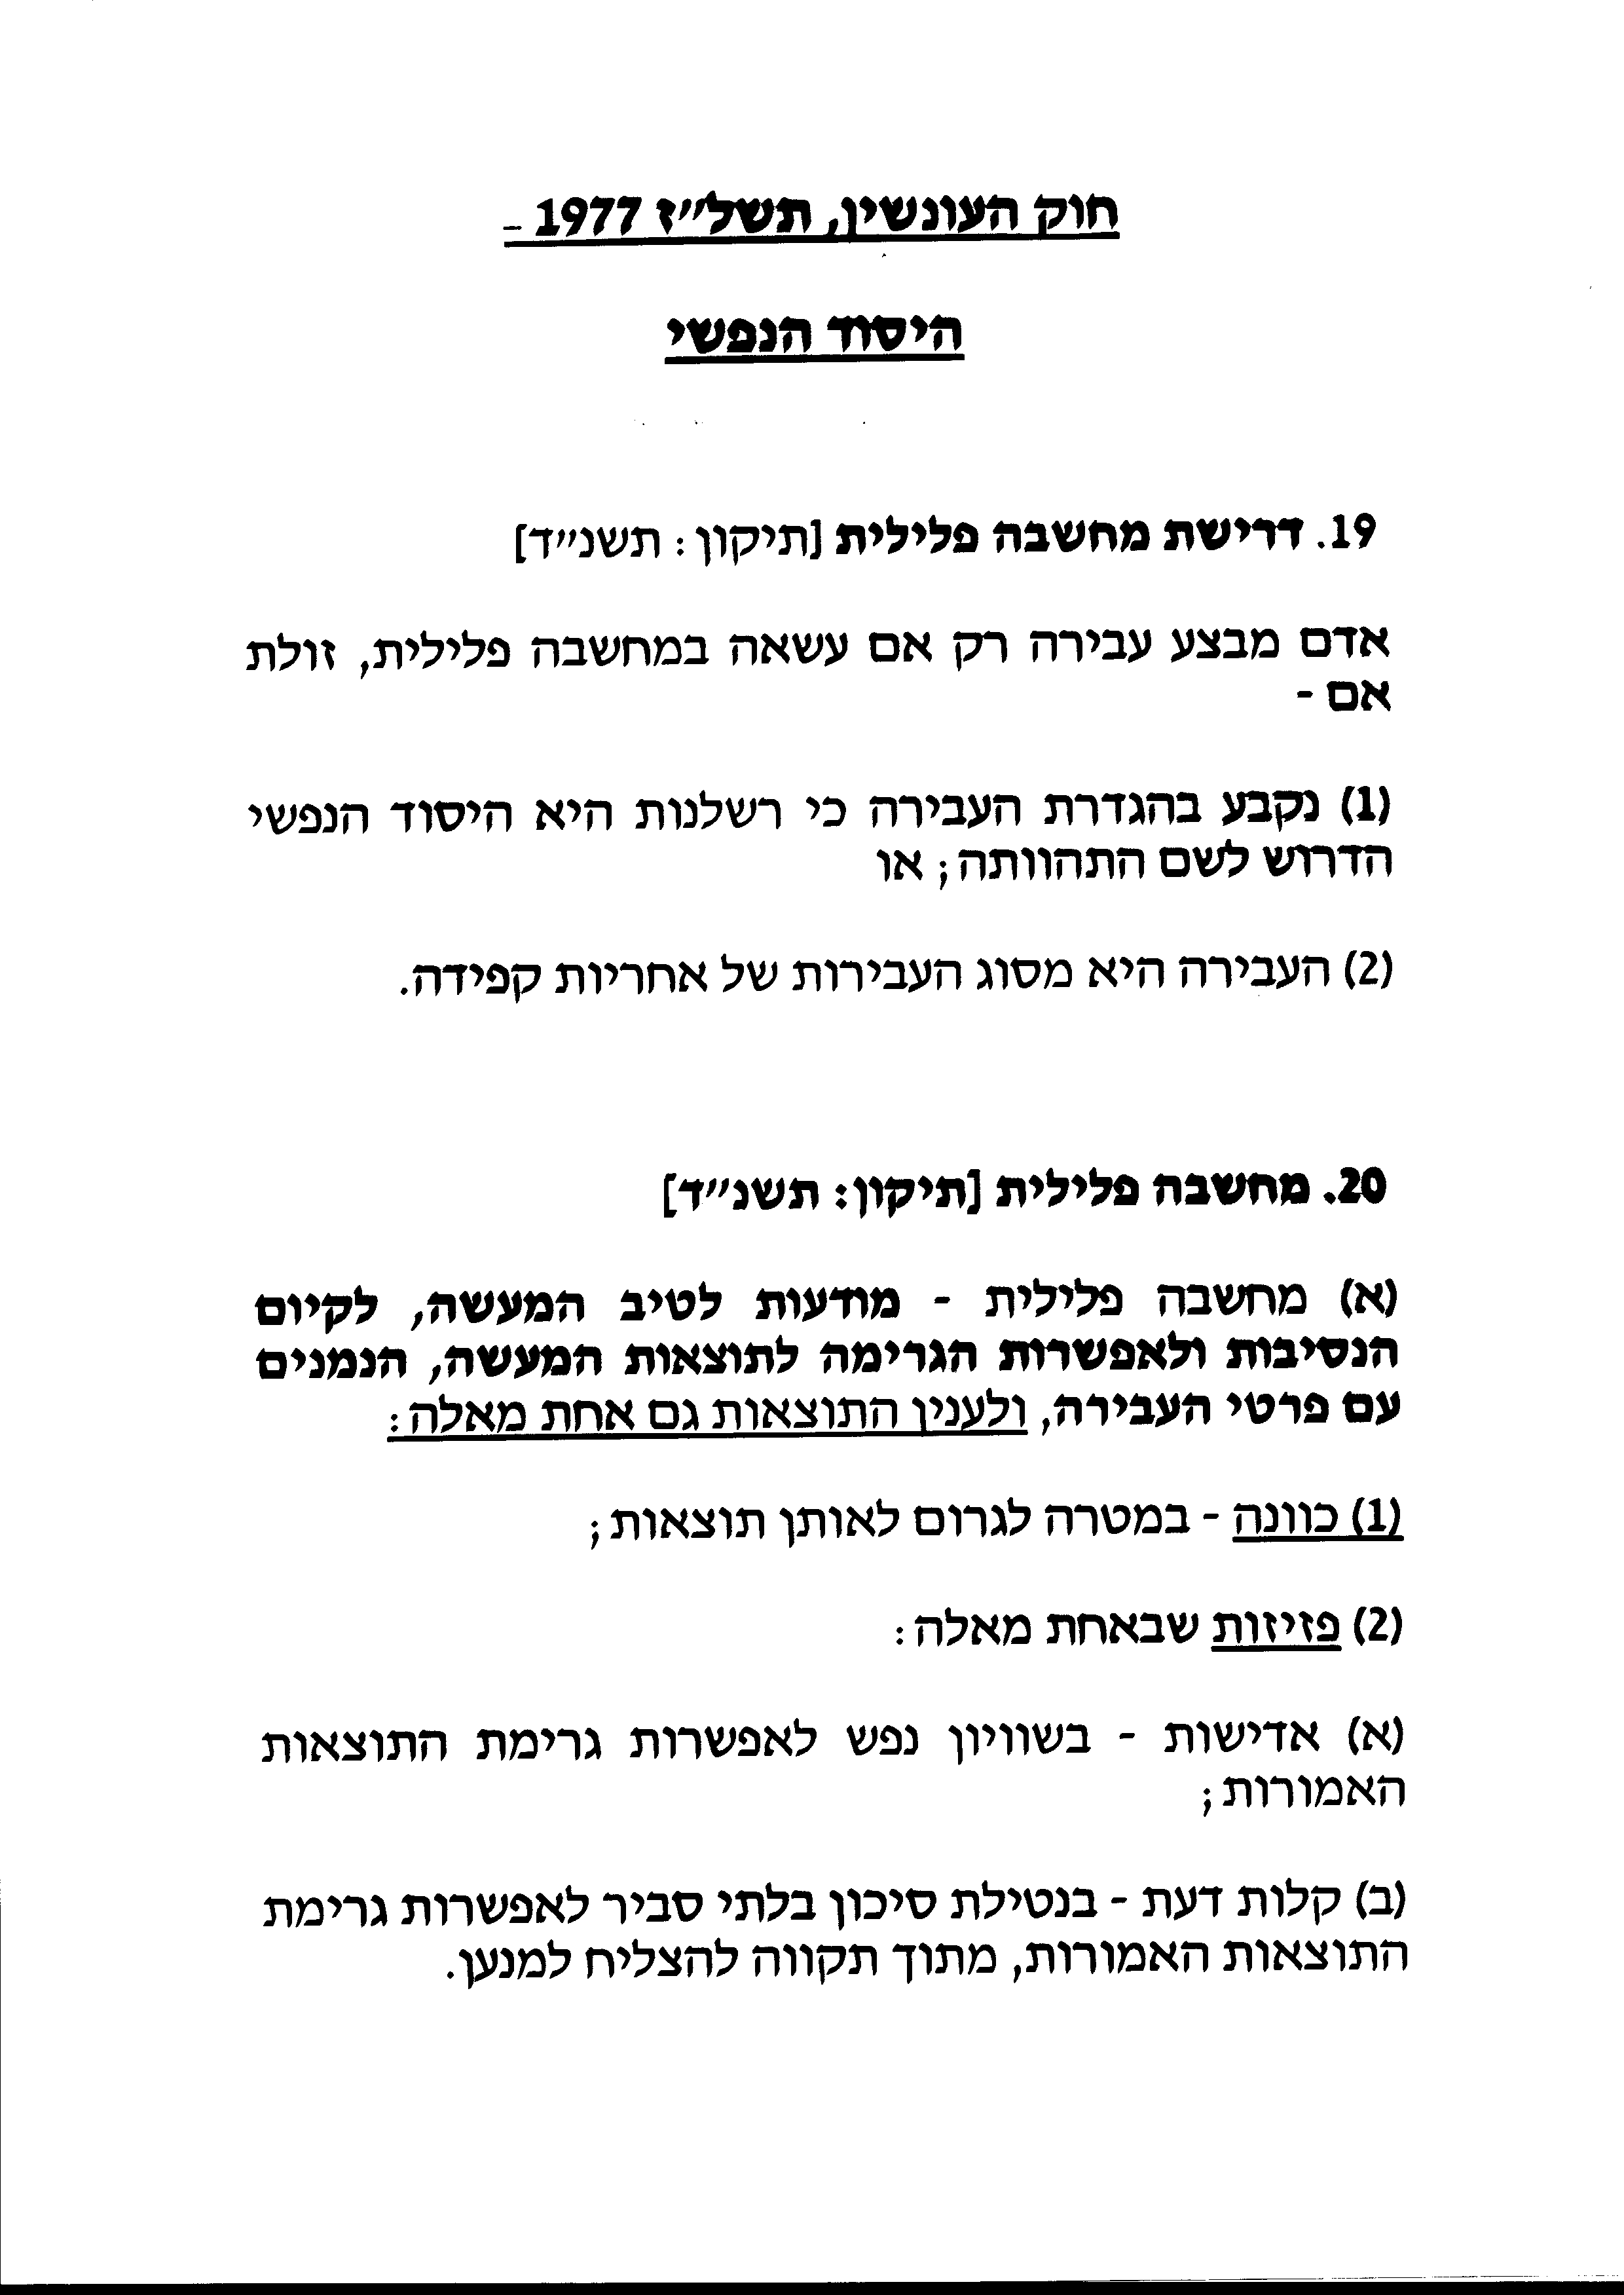 חוק העונשין, תשל״ז 1977 -
היסוד הנפשי
19. דרישת מחשבה פלילית [תיקון: תשנ״ד]
אדם מבצע עבירה רק אם עשאה במחשבה פלילית, זולת
אם -
(1) נקבע בהגדרת העבירה כי רשלנות היא היסוד הנפשי
הדרוש לשם התהוותה; או
(2) העבירה היא מסוג העבירות של אחריות קפידה.
20. מחשבה פלילית [תיקון: תשנ״ד]
(א) מחשבה פלילית - מודעות לטיב המעשה, לקיום
הנסיבות ולאפשרות הגרימה לתוצאות המעשה, הנמנים
עם פרטי העבירה, ולענין התוצאות גם אחת מאלה:
(1) כוונה - במטרה לגרום לאותן תוצאות;
(2) פזיזות שבאחת מאלה:
(א) אדישות - בשוויון נפש לאפשרות גרימת התוצאות
האמורות;
(ב) קלות דעת - בנטילת סיכון בלתי סביר לאפשרות גרימת
התוצאות האמורות, מתוך תקווה להצליח למנען.